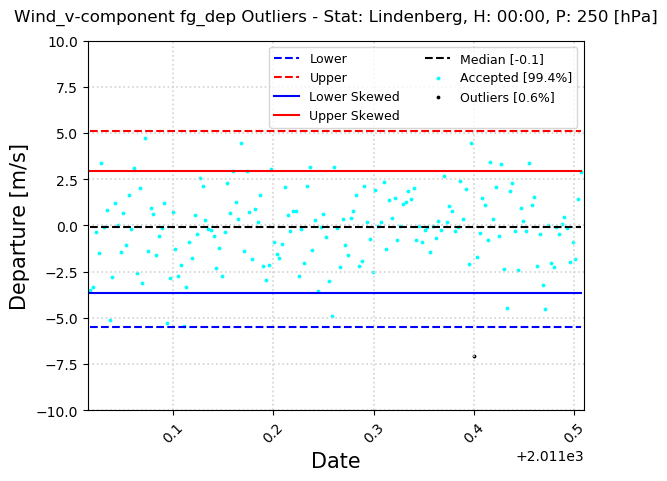 Wind_v-component fg_dep Outliers - Stat: Lindenberg, H: 00:00, P: 250 [hPa]
Departure [m/s]
10.0
7.5
5.0
2.5
0.0
−2.5
−5.0
−7.5
−10.0
Lower
Upper
Lower Skewed
Upper Skewed
Median [-0.1]
Accepted [99.4%]
Outliers [0.6%]
0.1
0.2
0.3
0.4
0.5
+2.011e3
Date